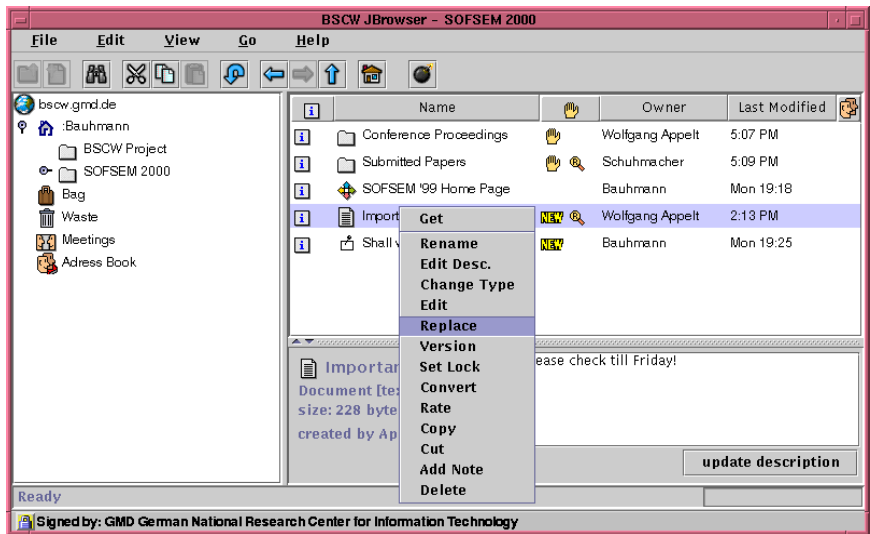 BSCW JBrowser - SOFSEM 2000
File Edit View Go Help
bscw.gmd.de
:Bauhmann
BSCW Project
SOFSEM 2000
Bag
Waste
Meetings
Adress Book
i Name Owner Last Modified
i Conference '99 Proceedings Wolfgang Appelt 5:07 PM
i Submitted Papers R Schuhmacher 5:09 PM
i SOFSEM '99 Home Page Bauhmann Mon 19:18
i Import NEW R Wolfgang Appelt 2:13 PM
i Shall NEW Bauhmann Mon 19:25
Get
Rename
Edit Desc.
Change Type
Edit
Replace
Version
Set Lock
Convert
Rate
Copy
Cut
Add Note
Delete
Importan
Document [te
size: 228 byte
created by Ap
ease check till Friday!
update description
Ready
Signed by: GMD German National Research Center for Information Technology